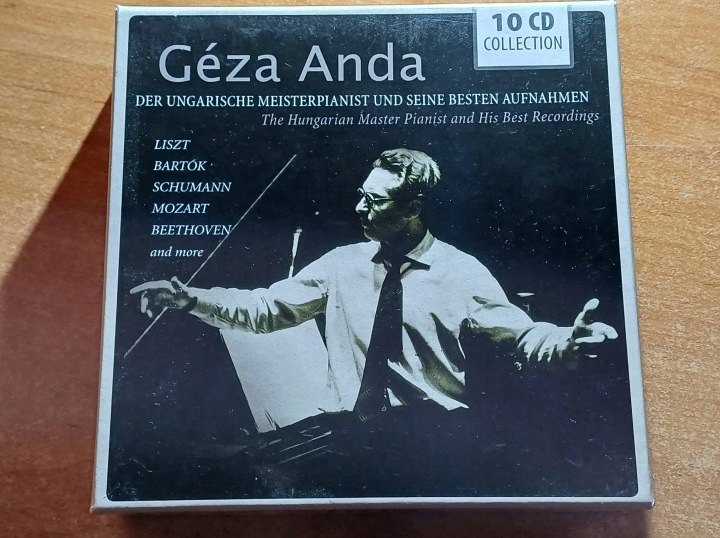 10 CD
COLLECTION
Géza Anda
DER UNGARISCHE MEISTERPIANIST UND SEINE BESTEN AUFNAHMEN
The Hungarian Master Pianist and His Best Recordings
LISZT
BARTÓK
SCHUMANN
MOZART
BEETHOVEN
and more